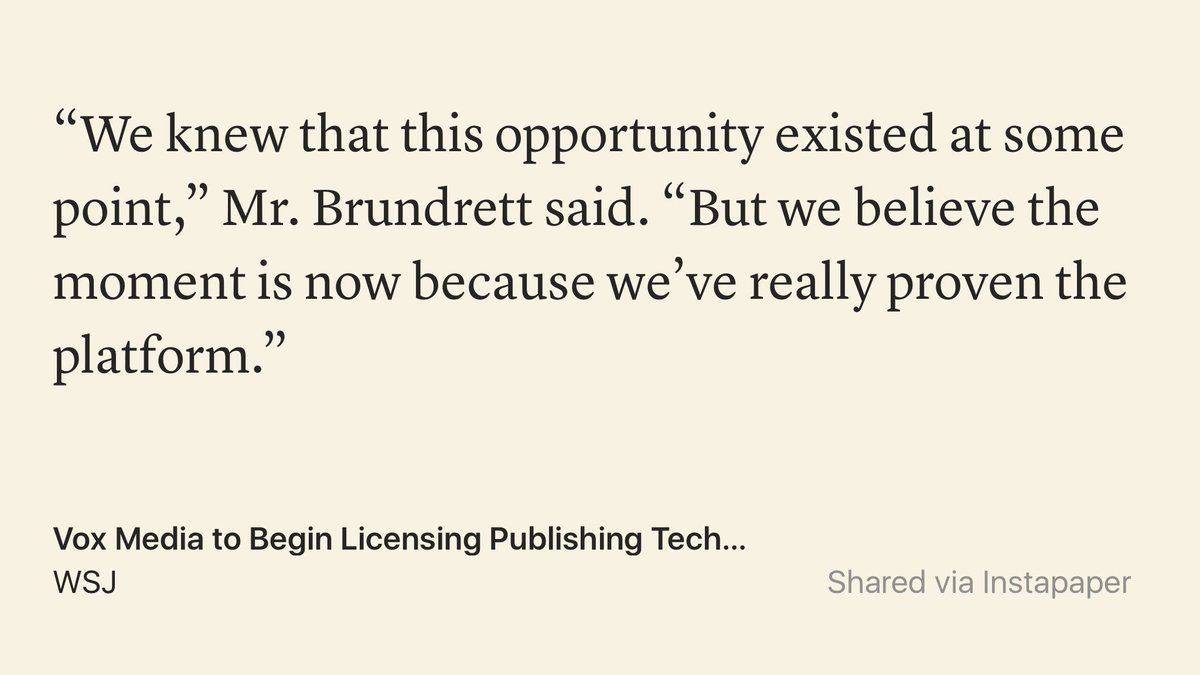 “We knew that this opportunity existed at some
point,” Mr. Brundrett said. “But we believe the
moment is now because we’ve really proven the
platform.”
Vox Media to Begin Licensing Publishing Tech...
WSJ
Shared via Instapaper